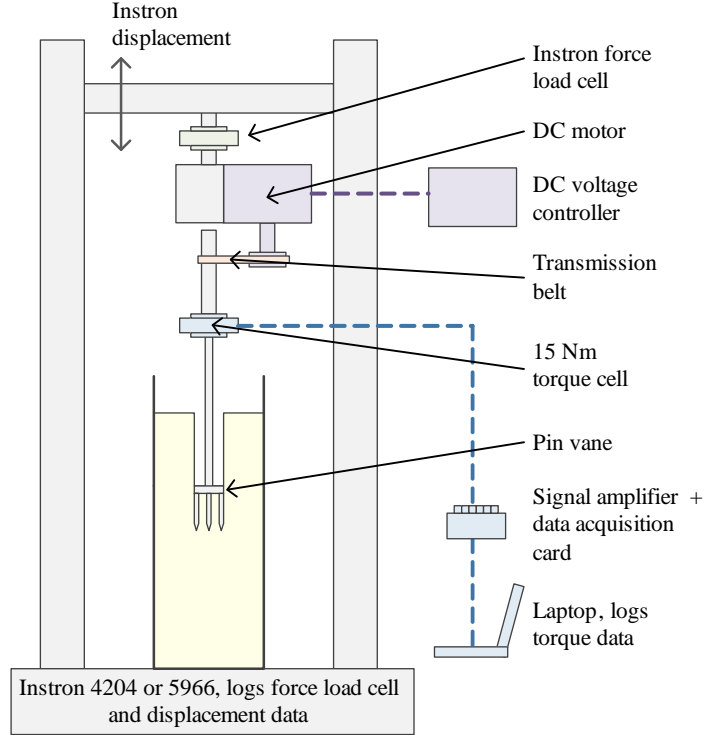 Instron
displacement
Instron force
load cell
DC motor
DC voltage
controller
Transmission
belt
15 Nm
torque cell
Pin vane
Signal amplifier +
data acquisition
card
Laptop, logs
torque data
Instron 4204 or 5966, logs force load cell
and displacement data